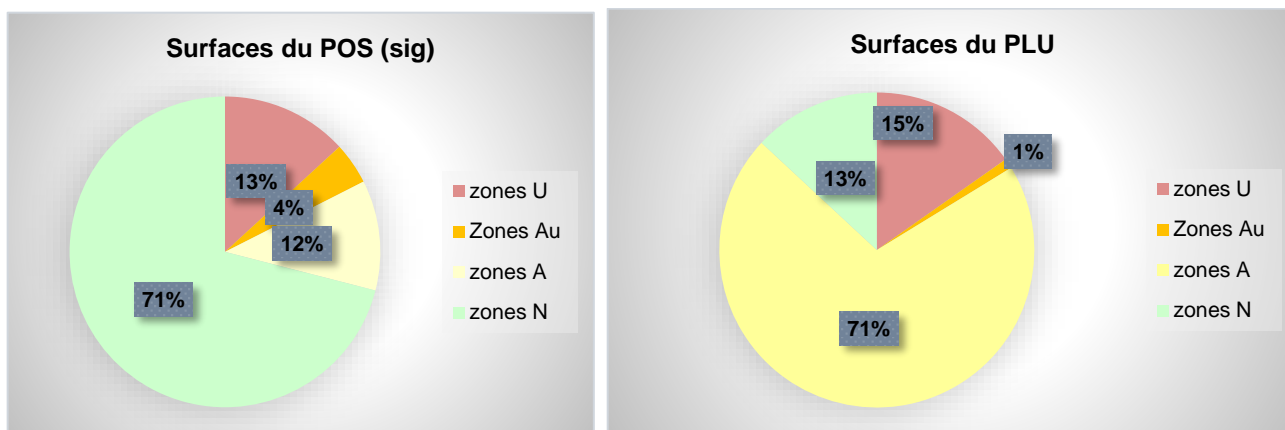 Surfaces du POS (sig)
13%
4%
12%
71%
zones U
Zones Au
zones A
zones N
Surfaces du PLU
15%
1%
13%
71%
zones U
Zones Au
zones A
zones N